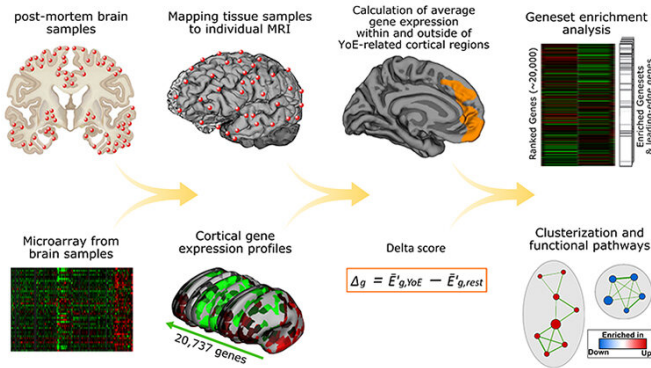 post-mortem brain
samples
Mapping tissue samples
to individual MRI
Calculation of average
gene expression
within and outside of
YoE-related cortical regions
Geneset enrichment
analysis
Ranked Genes (~20,000)
Enriched Genesets
& leading-edge genes
Microarray from
brain samples
Cortical gene
expression profiles
20,737 genes
Delta score
Δg = Ē'g,YoE − Ē'g,rest
Clusterization and
functional pathways
Enriched in
Down Up